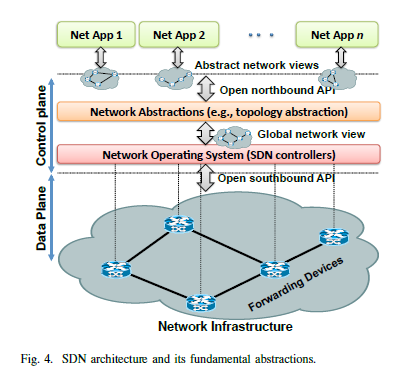 Net App 1 Net App 2 Net App n
Abstract network views
Open northbound API
Network Abstractions (e.g., topology abstraction)
Global network view
Network Operating System (SDN controllers)
Open southbound API
Control plane
Data Plane
Forwarding Devices
Network Infrastructure
Fig. 4. SDN architecture and its fundamental abstractions.